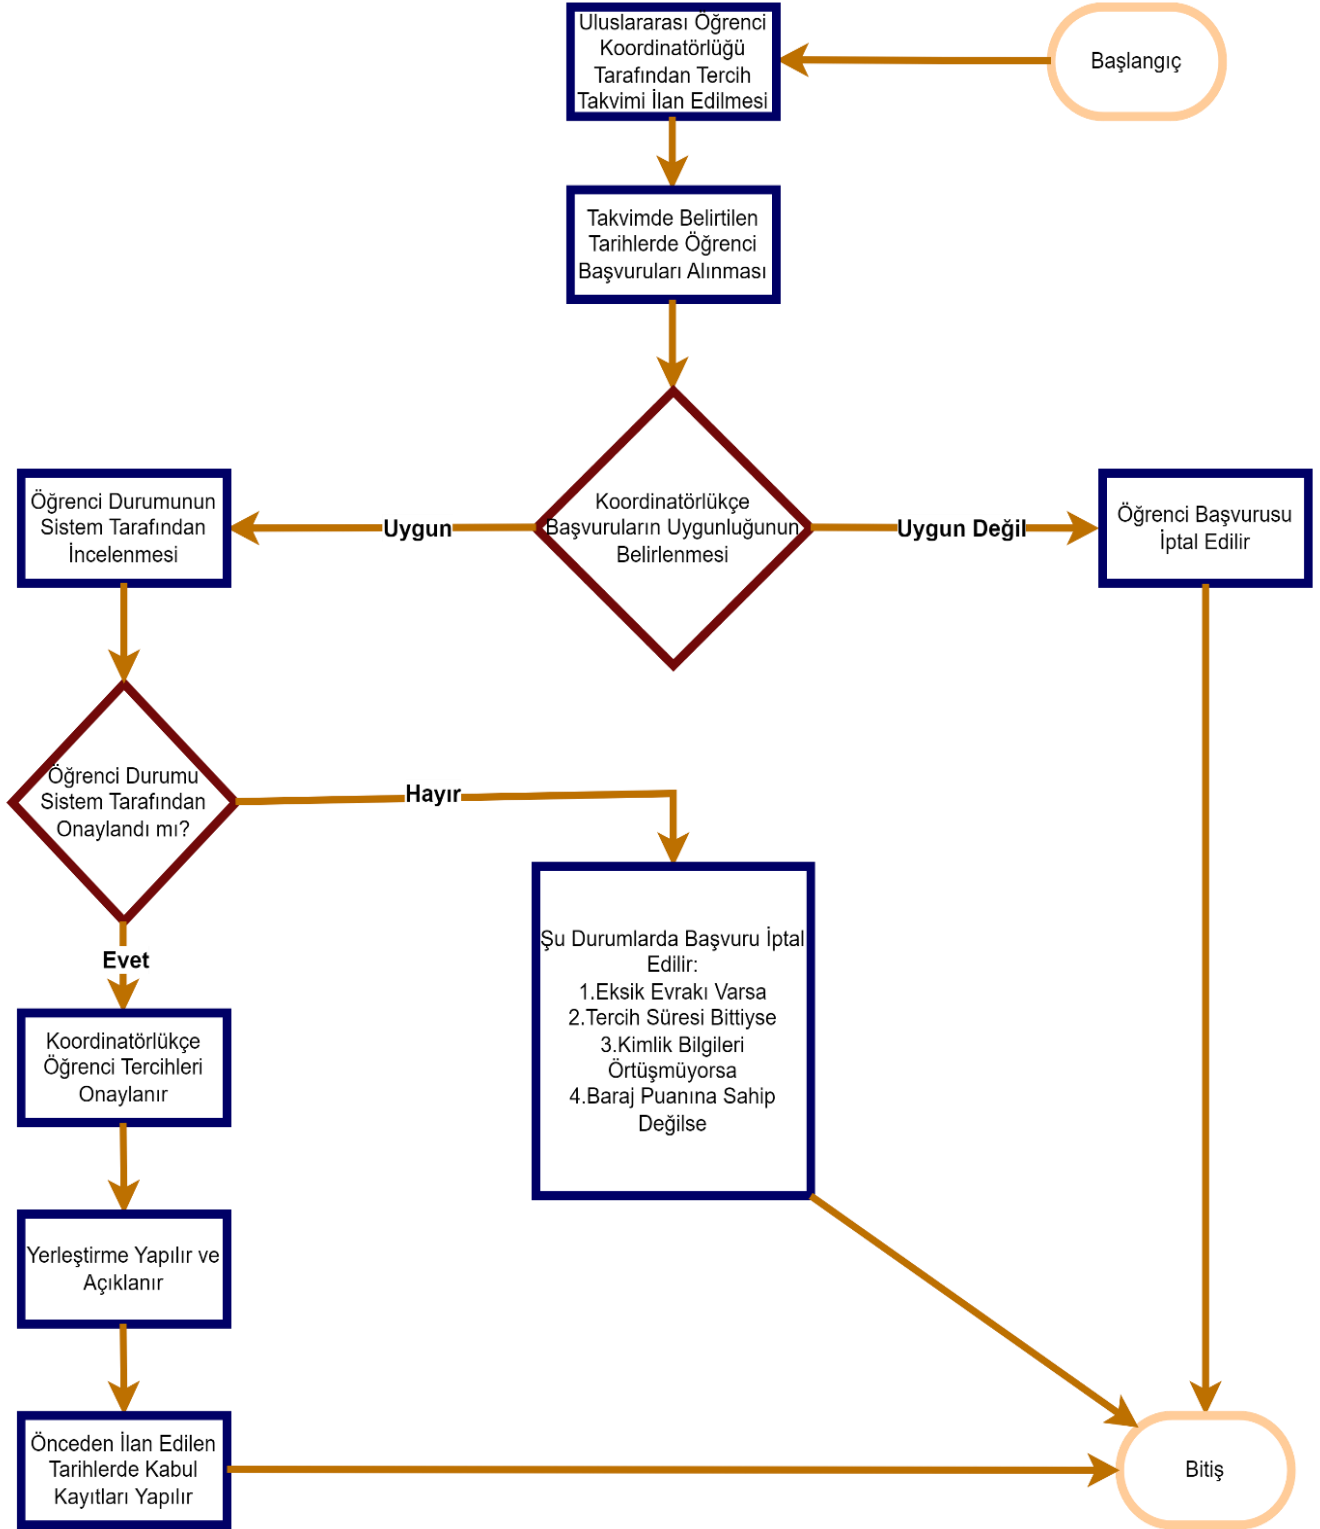 Uluslararası Öğrenci
Koordinatörlüğü
Tarafından Tercih
Takvimi İlan Edilmesi
Başlangıç
Takvimde Belirtilen
Tarihlerde Öğrenci
Başvuruları Alınması
Koordinatörlükçe
Başvuruların Uygunluğunun
Belirlenmesi
Uygun
Uygun Değil
Öğrenci Durumunun
Sistem Tarafından
İncelenmesi
Öğrenci Başvurusu
İptal Edilir
Öğrenci Durumu
Sistem Tarafından
Onaylandı mı?
Hayır
Evet
Şu Durumlarda Başvuru İptal
Edilir:
1.Eksik Evrakı Varsa
2.Tercih Süresi Bittiyse
3.Kimlik Bilgileri
Örtüşmüyorsa
4.Baraj Puanına Sahip
Değilse
Koordinatörlükçe
Öğrenci Tercihleri
Onaylanır
Yerleştirme Yapılır ve
Açıklanır
Önceden İlan Edilen
Tarihlerde Kabul
Kayıtları Yapılır
Bitiş